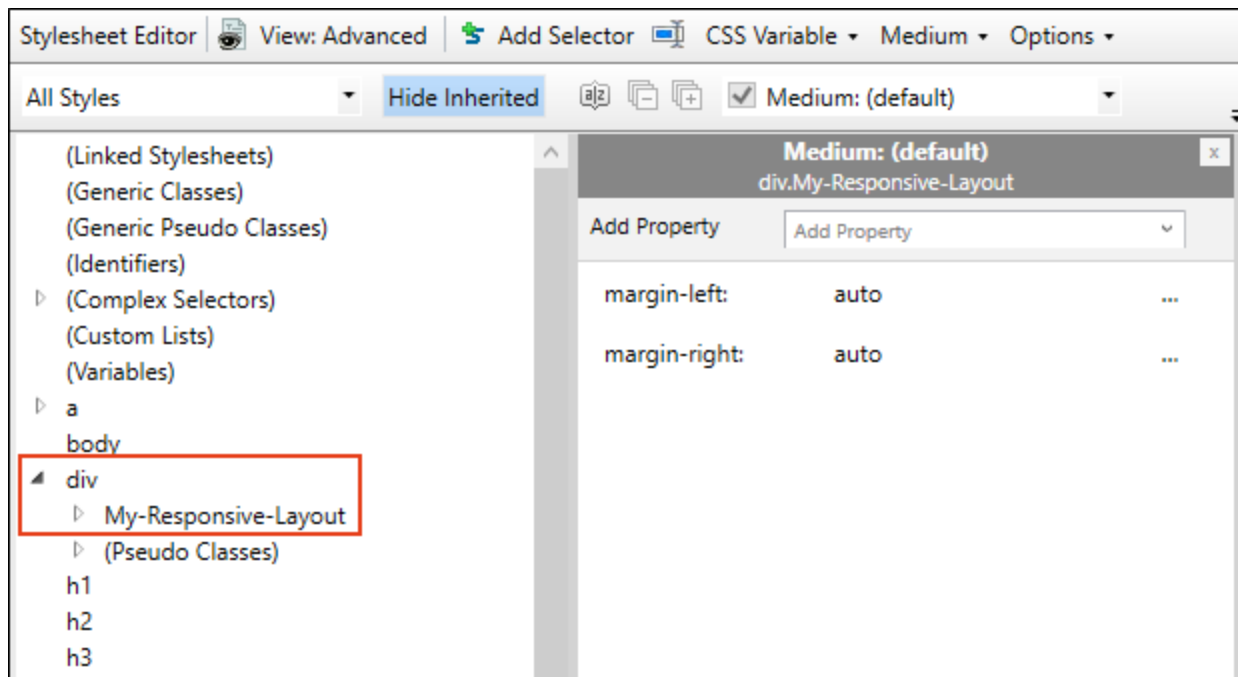 Stylesheet Editor View: Advanced Add Selector CSS Variable Medium Options
All Styles Hide Inherited a z Medium: (default)
(Linked Stylesheets)
(Generic Classes)
(Generic Pseudo Classes)
(Identifiers)
(Complex Selectors)
(Custom Lists)
(Variables)
a
body
div
My-Responsive-Layout
(Pseudo Classes)
h1
h2
h3
Medium: (default) x
div.My-Responsive-Layout
Add Property Add Property
margin-left: auto ...
margin-right: auto ...